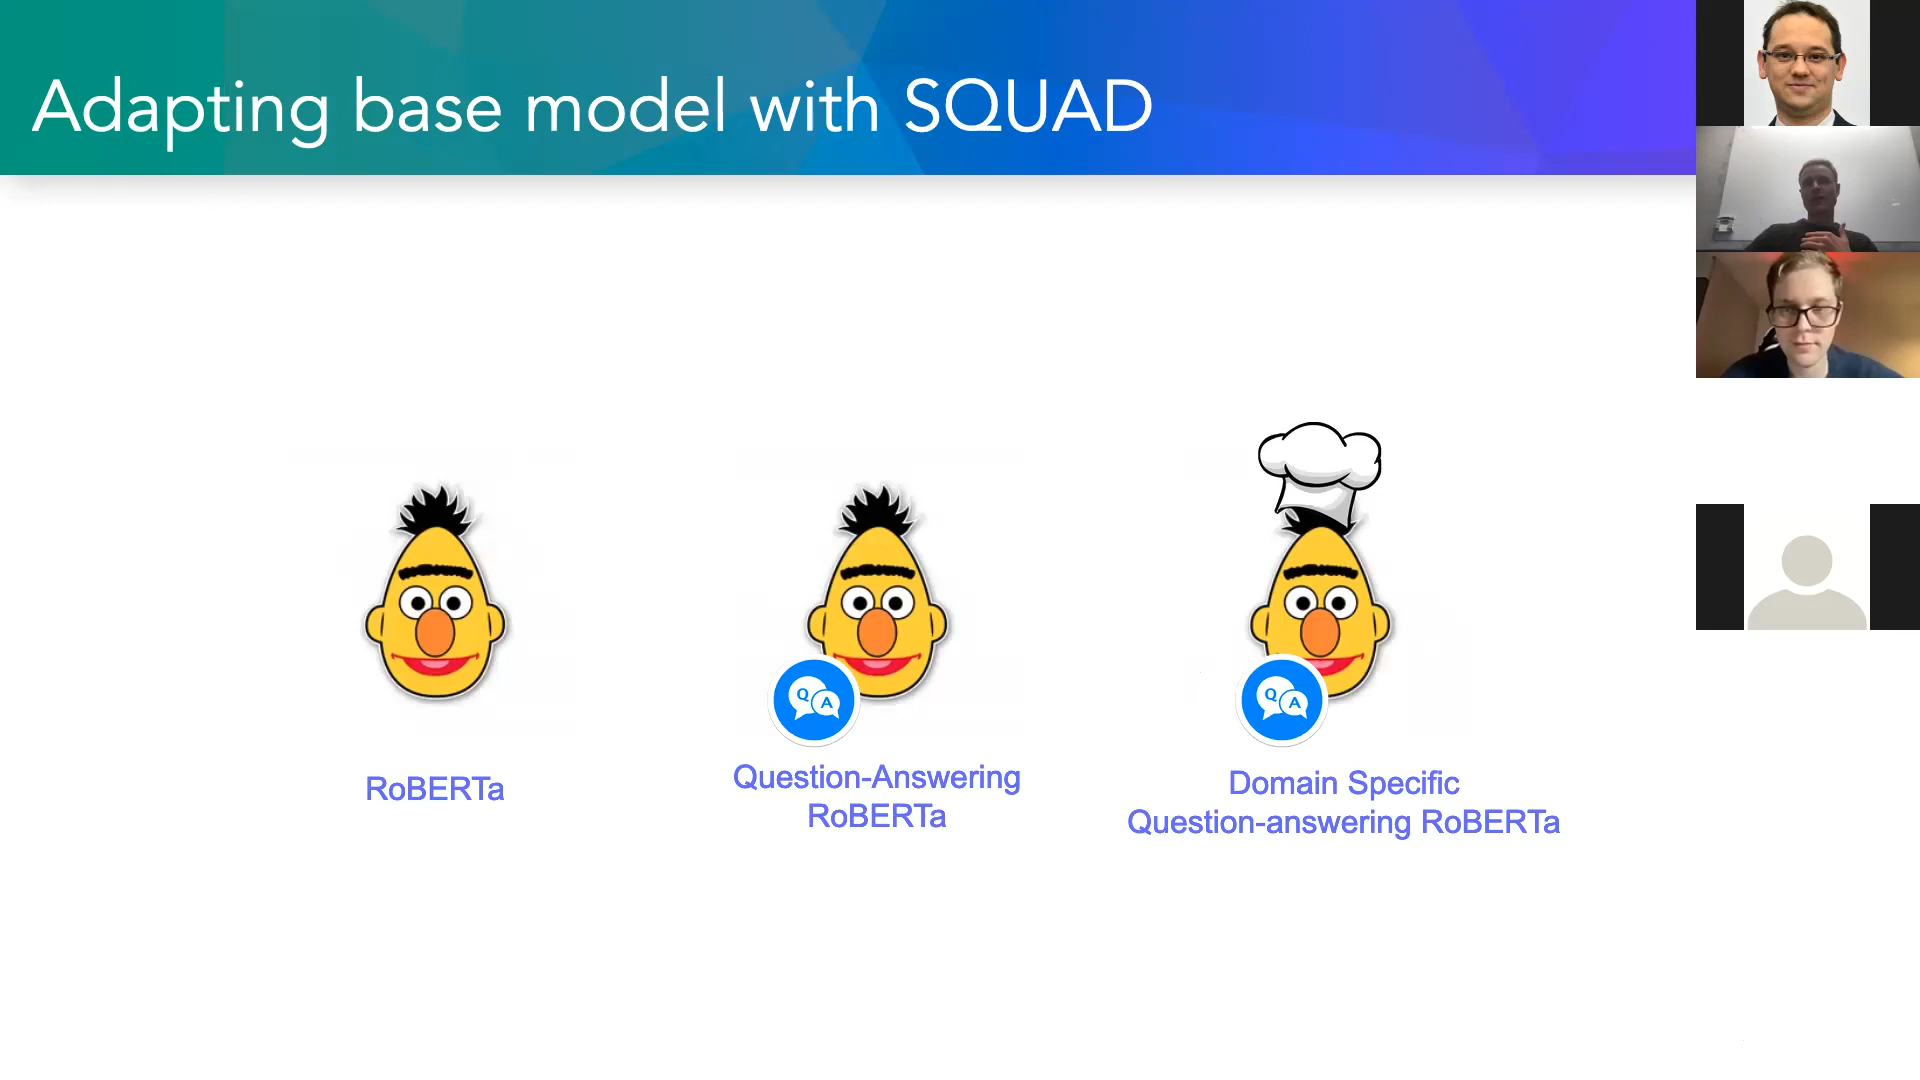 Adapting base model with SQUAD
Q A
Q A
RoBERTa
Question-Answering
RoBERTa
Domain Specific
Question-answering RoBERTa